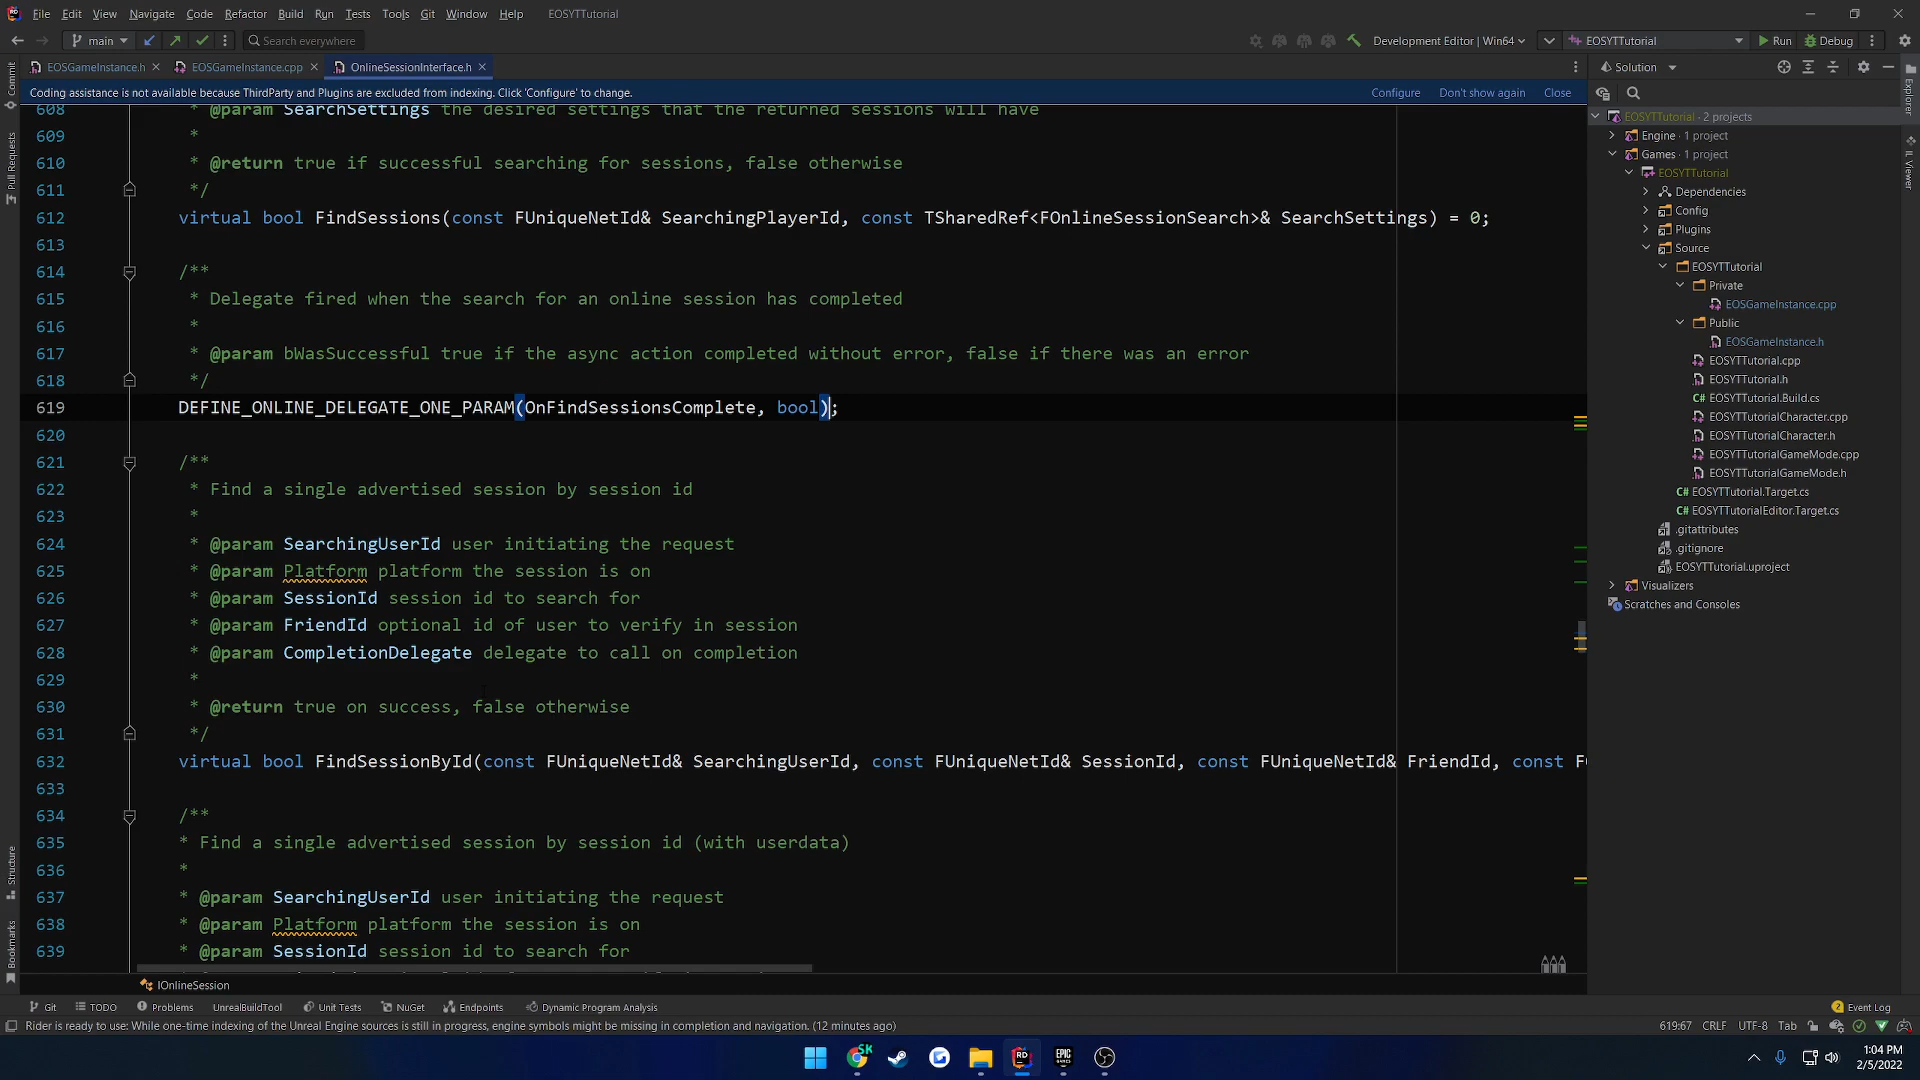 File Edit View Navigate Code Refactor Build Run Tests Tools Git Window Help EOSYTTutorial
main Search everywhere Development Editor | Win64 EOSYTTutorial Run Debug
EOSGameInstance.h EOSGameInstance.cpp OnlineSessionInterface.h Solution
Coding assistance is not available because ThirdParty and Plugins are excluded from indexing. Click 'Configure' to change. Configure Don't show again Close
608 * @param SearchSettings the desired settings that the returned sessions will have
609 *
610 * @return true if successful searching for sessions, false otherwise
611 */
612 virtual bool FindSessions(const FUniqueNetId& SearchingPlayerId, const TSharedRef<FOnlineSessionSearch>& SearchSettings) = 0;
613
614 /**
615 * Delegate fired when the search for an online session has completed
616 *
617 * @param bWasSuccessful true if the async action completed without error, false if there was an error
618 */
619 DEFINE_ONLINE_DELEGATE_ONE_PARAM(OnFindSessionsComplete, bool);
620
621 /**
622 * Find a single advertised session by session id
623 *
624 * @param SearchingUserId user initiating the request
625 * @param Platform platform the session is on
626 * @param SessionId session id to search for
627 * @param FriendId optional id of user to verify in session
628 * @param CompletionDelegate delegate to call on completion
629 *
630 * @return true on success, false otherwise
631 */
632 virtual bool FindSessionById(const FUniqueNetId& SearchingUserId, const FUniqueNetId& SessionId, const FUniqueNetId& FriendId, const
633
634 /**
635 * Find a single advertised session by session id (with userdata)
636 *
637 * @param SearchingUserId user initiating the request
638 * @param Platform platform the session is on
639 * @param SessionId session id to search for
EOSYTTutorial · 2 projects
Engine · 1 project
Games · 1 project
EOSYTTutorial
Dependencies
Config
Plugins
Source
EOSYTTutorial
Private
EOSGameInstance.cpp
Public
EOSGameInstance.h
EOSYTTutorial.cpp
EOSYTTutorial.h
C# EOSYTTutorial.Build.cs
EOSYTTutorialCharacter.cpp
EOSYTTutorialCharacter.h
EOSYTTutorialGameMode.cpp
EOSYTTutorialGameMode.h
C# EOSYTTutorial.Target.cs
C# EOSYTTutorialEditor.Target.cs
.gitattributes
.gitignore
EOSYTTutorial.uproject
Visualizers
Scratches and Consoles
Commit
Pull Requests
Structure
Bookmarks
Explorer
IL Viewer
IOnlineSession
Git TODO Problems UnrealBuildTool Unit Tests NuGet Endpoints Dynamic Program Analysis 2 Event Log
Rider is ready to use: While one-time indexing of the Unreal Engine sources is still in progress, engine symbols might be missing in completion and navigation. (12 minutes ago) 619:67 CRLF UTF-8 Tab
SK RD EPIC GAMES
1:04 PM
2/5/2022